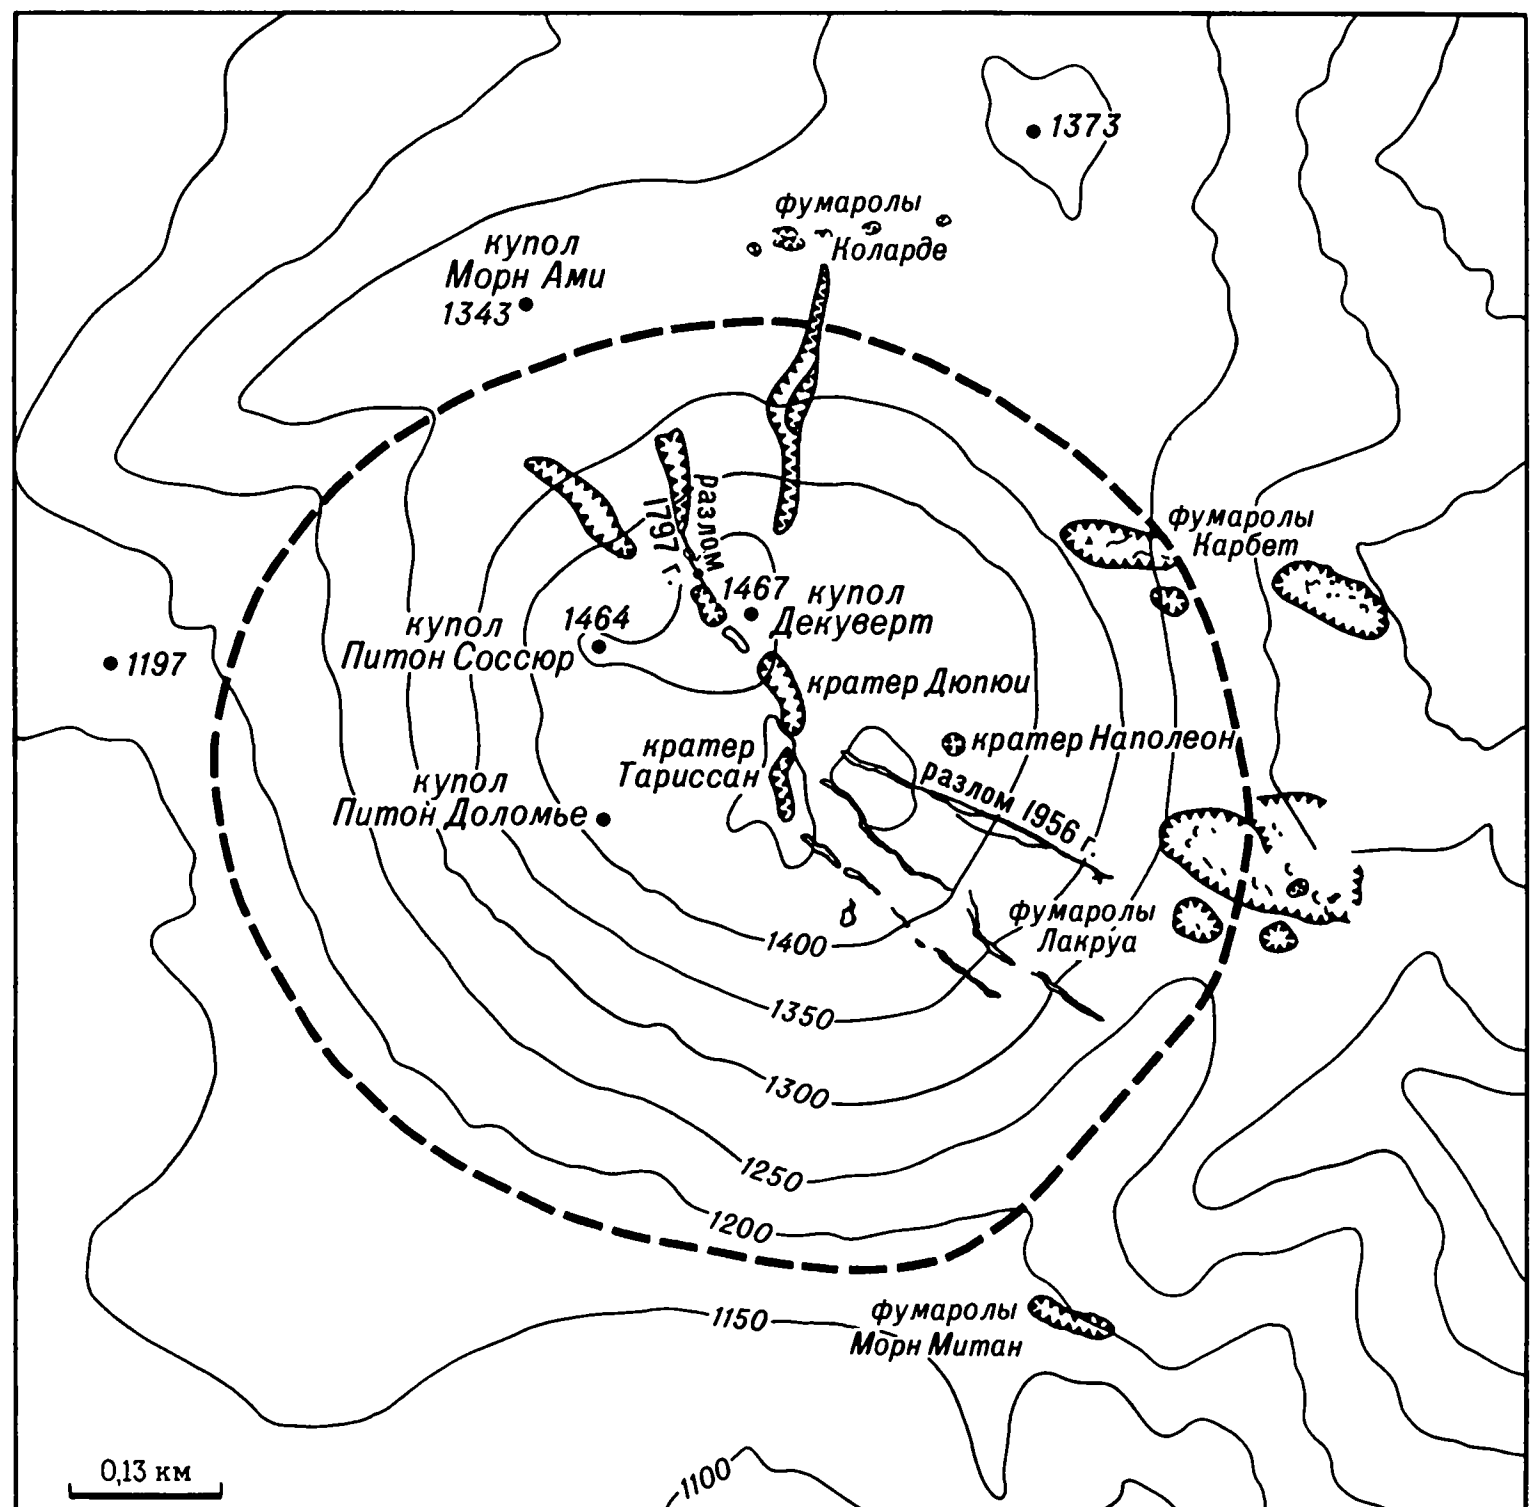 1373
фумаролы
Коларде
купол
Морн Ами
1343
фумаролы
Карбет
разлом
1797 г.
1467
купол
Декуверт
1464
купол
Питон Соссюр
1197
кратер Дюпюи
кратер Наполеон
кратер
Тариссан
разлом 1956 г.
купол
Питон Доломье
фумаролы
Лакруа
1400
1350
1300
1250
1200
1150
фумаролы
Морн Митан
0,13 км
1100